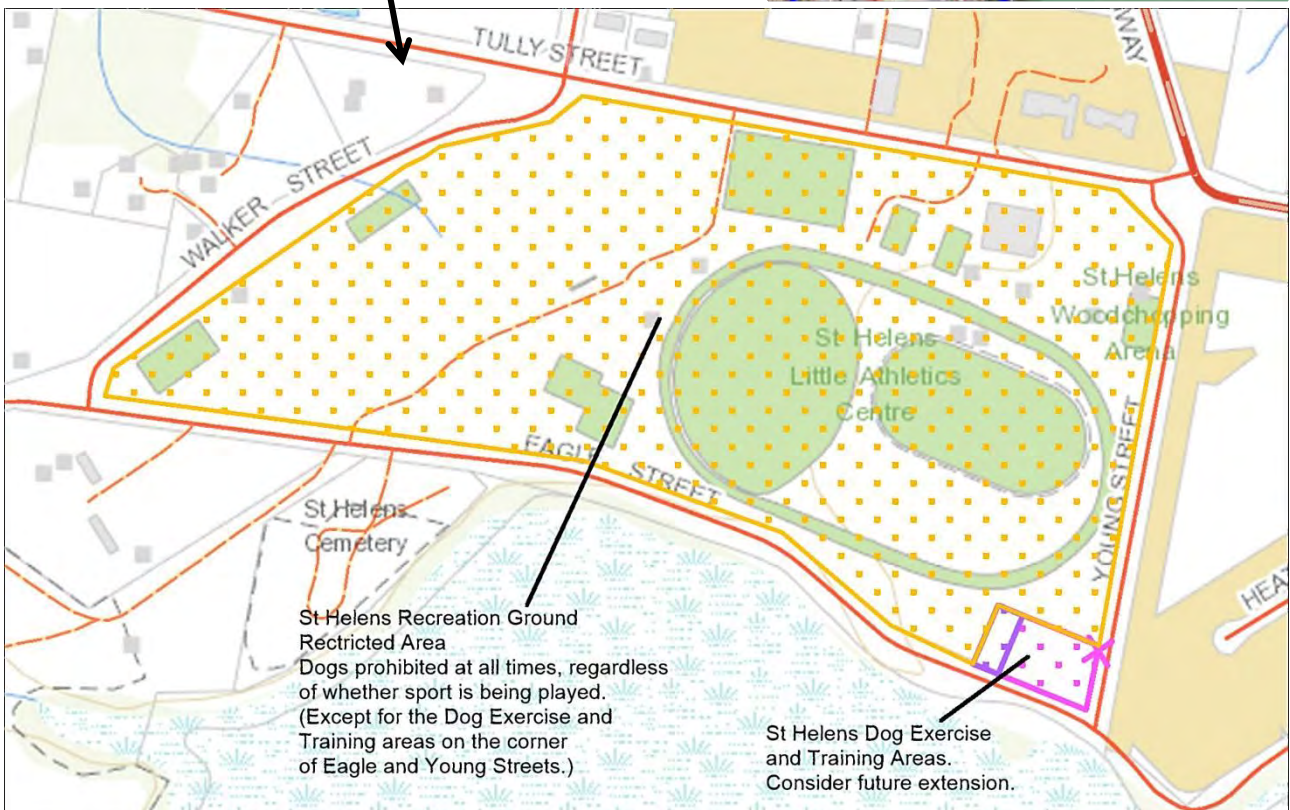 TULLY STREET
WAY
WALKER STREET
St Helens
Woodchopping
Arena
St Helens
Little Athletics
Centre
EAGLE STREET
YOUNG STREET
St Helens
Cemetery
HEAT
St Helens Recreation Ground
Rectricted Area
Dogs prohibited at all times, regardless
of whether sport is being played.
(Except for the Dog Exercise and
Training areas on the corner
of Eagle and Young Streets.)
St Helens Dog Exercise
and Training Areas.
Consider future extension.